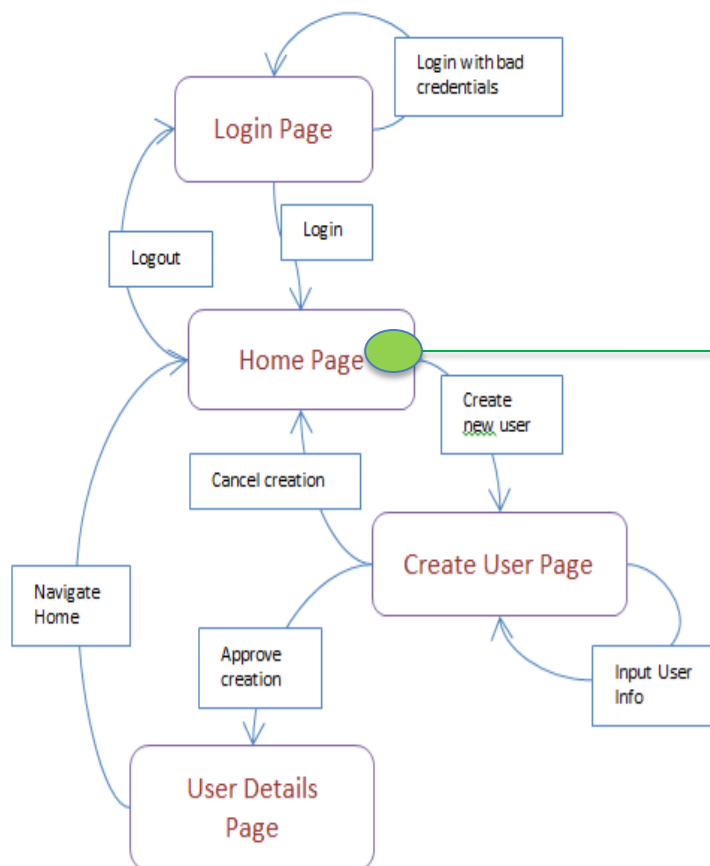 Login with bad
credentials
Login Page
Login
Logout
Home Page
Create
new user
Cancel creation
Create User Page
Navigate
Home
Approve
creation
Input User
Info
User Details
Page